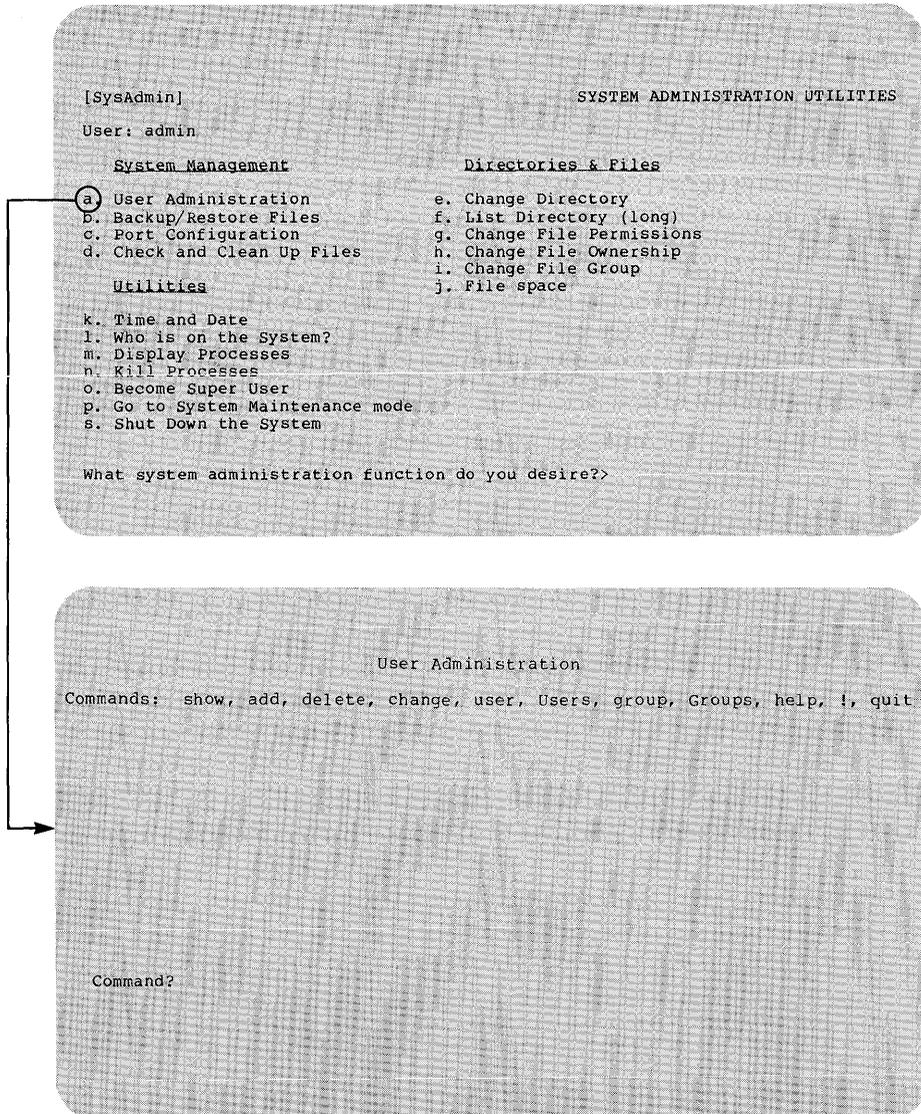 [SysAdmin] SYSTEM ADMINISTRATION UTILITIES
User: admin
System Management
a. User Administration
b. Backup/Restore Files
c. Port Configuration
d. Check and Clean Up Files
Directories & Files
e. Change Directory
f. List Directory (long)
g. Change File Permissions
h. Change File Ownership
i. Change File Group
j. File space
Utilities
k. Time and Date
l. Who is on the System?
m. Display Processes
n. Kill Processes
o. Become Super User
p. Go to System Maintenance mode
s. Shut Down the System
What system administration function do you desire?>
User Administration
Commands: show, add, delete, change, user, Users, group, Groups, help, !, quit
Command?